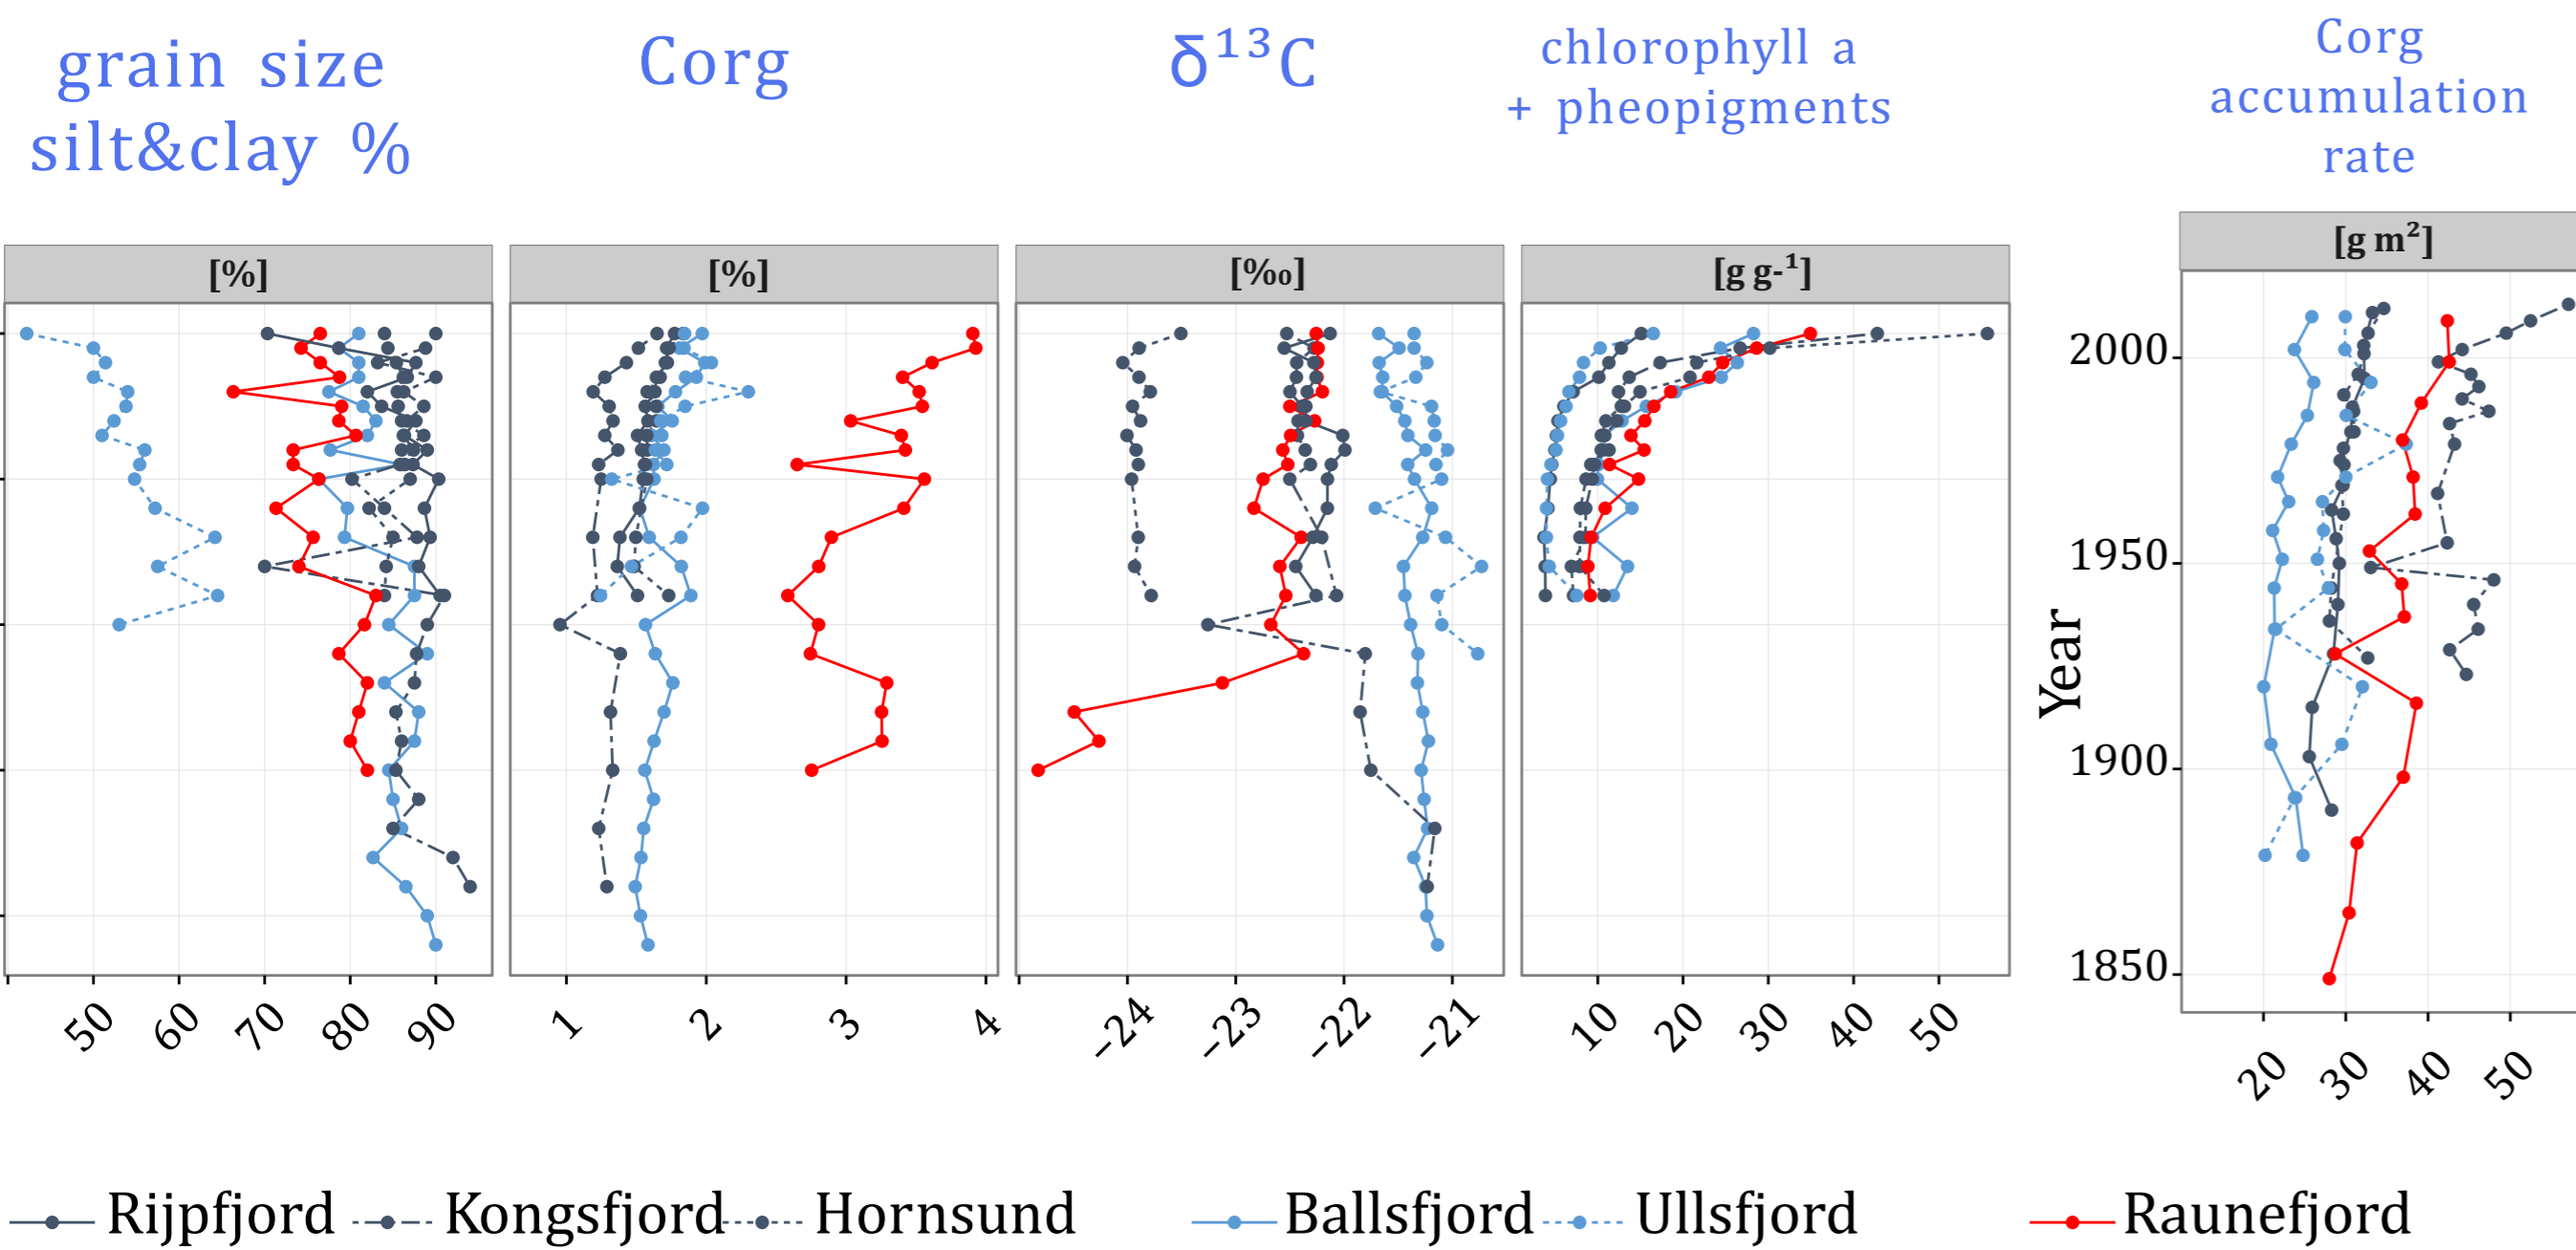 grain size
silt&clay %
Corg
δ¹³C
chlorophyll a
+ pheopigments
Corg
accumulation
rate
[%]
[%]
[‰]
[g g-¹]
[g m²]
50 60 70 80 90
1 2 3 4
−24 −23 −22 −21
10 20 30 40 50
Year
2000
1950
1900
1850
20 30 40 50
Rijpfjord Kongsfjord Hornsund Ballsfjord Ullsfjord Raunefjord